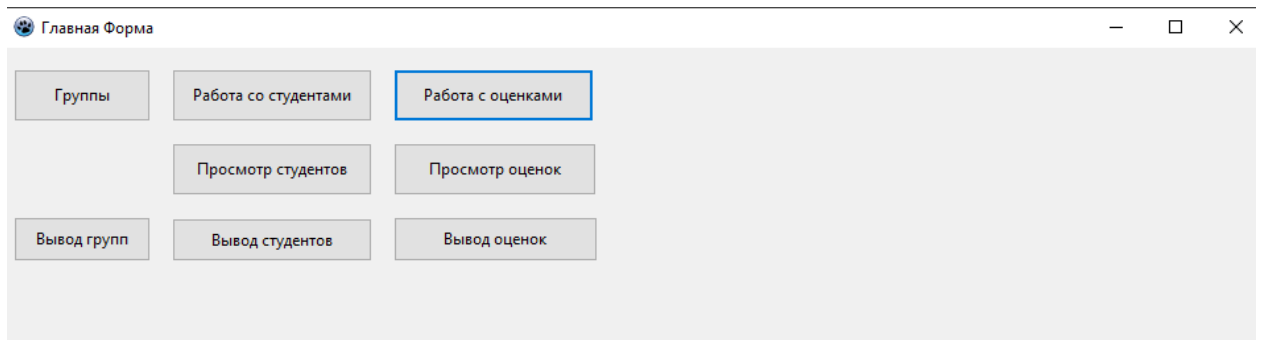 Главная Форма
Группы
Работа со студентами
Работа с оценками
Просмотр студентов
Просмотр оценок
Вывод групп
Вывод студентов
Вывод оценок